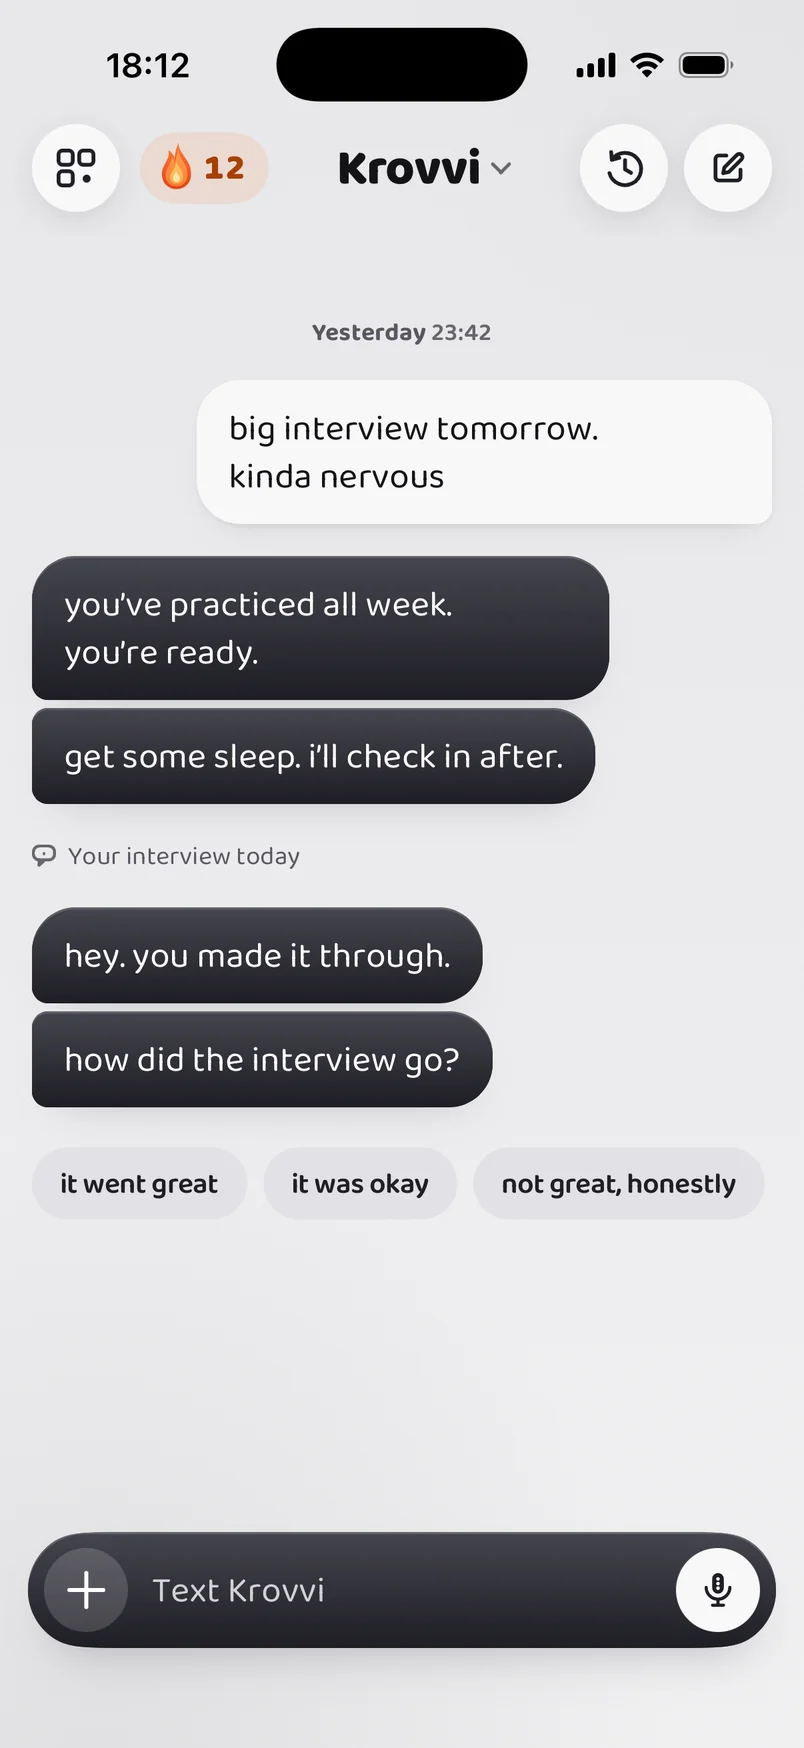 18:12
12
Krovvi
Yesterday 23:42
big interview tomorrow.
kinda nervous
you’ve practiced all week.
you’re ready.
get some sleep. i’ll check in after.
Your interview today
hey. you made it through.
how did the interview go?
it went great
it was okay
not great, honestly
Text Krovvi